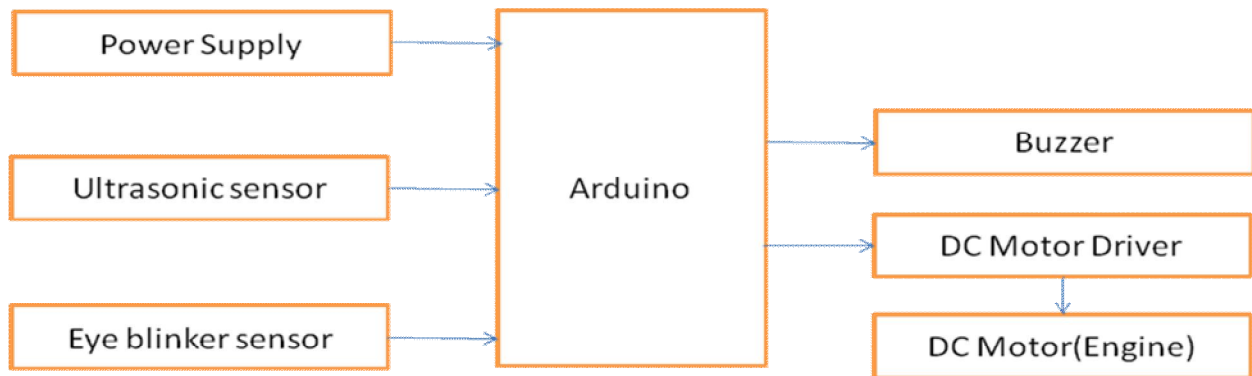 Power Supply
Ultrasonic sensor
Eye blinker sensor
Arduino
Buzzer
DC Motor Driver
DC Motor(Engine)